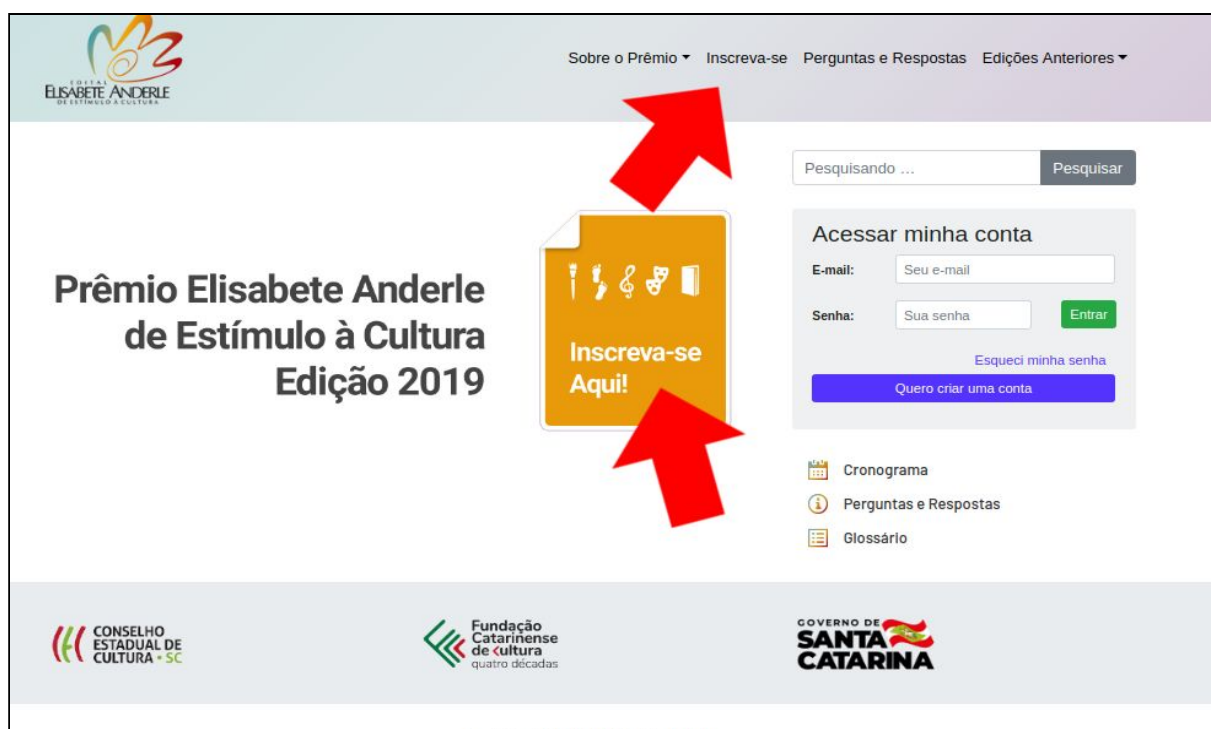 EDITAL
ELISABETE ANDERLE
DE ESTÍMULO À CULTURA
Sobre o Prêmio Inscreva-se Perguntas e Respostas Edições Anteriores
Pesquisando … Pesquisar
Prêmio Elisabete Anderle
de Estímulo à Cultura
Edição 2019
Inscreva-se
Aqui!
Acessar minha conta
E-mail: Seu e-mail
Senha: Sua senha Entrar
Esqueci minha senha
Quero criar uma conta
Cronograma
Perguntas e Respostas
Glossário
CONSELHO
ESTADUAL DE
CULTURA • SC
Fundação
Catarinense
de cultura
quatro décadas
GOVERNO DE
SANTA
CATARINA